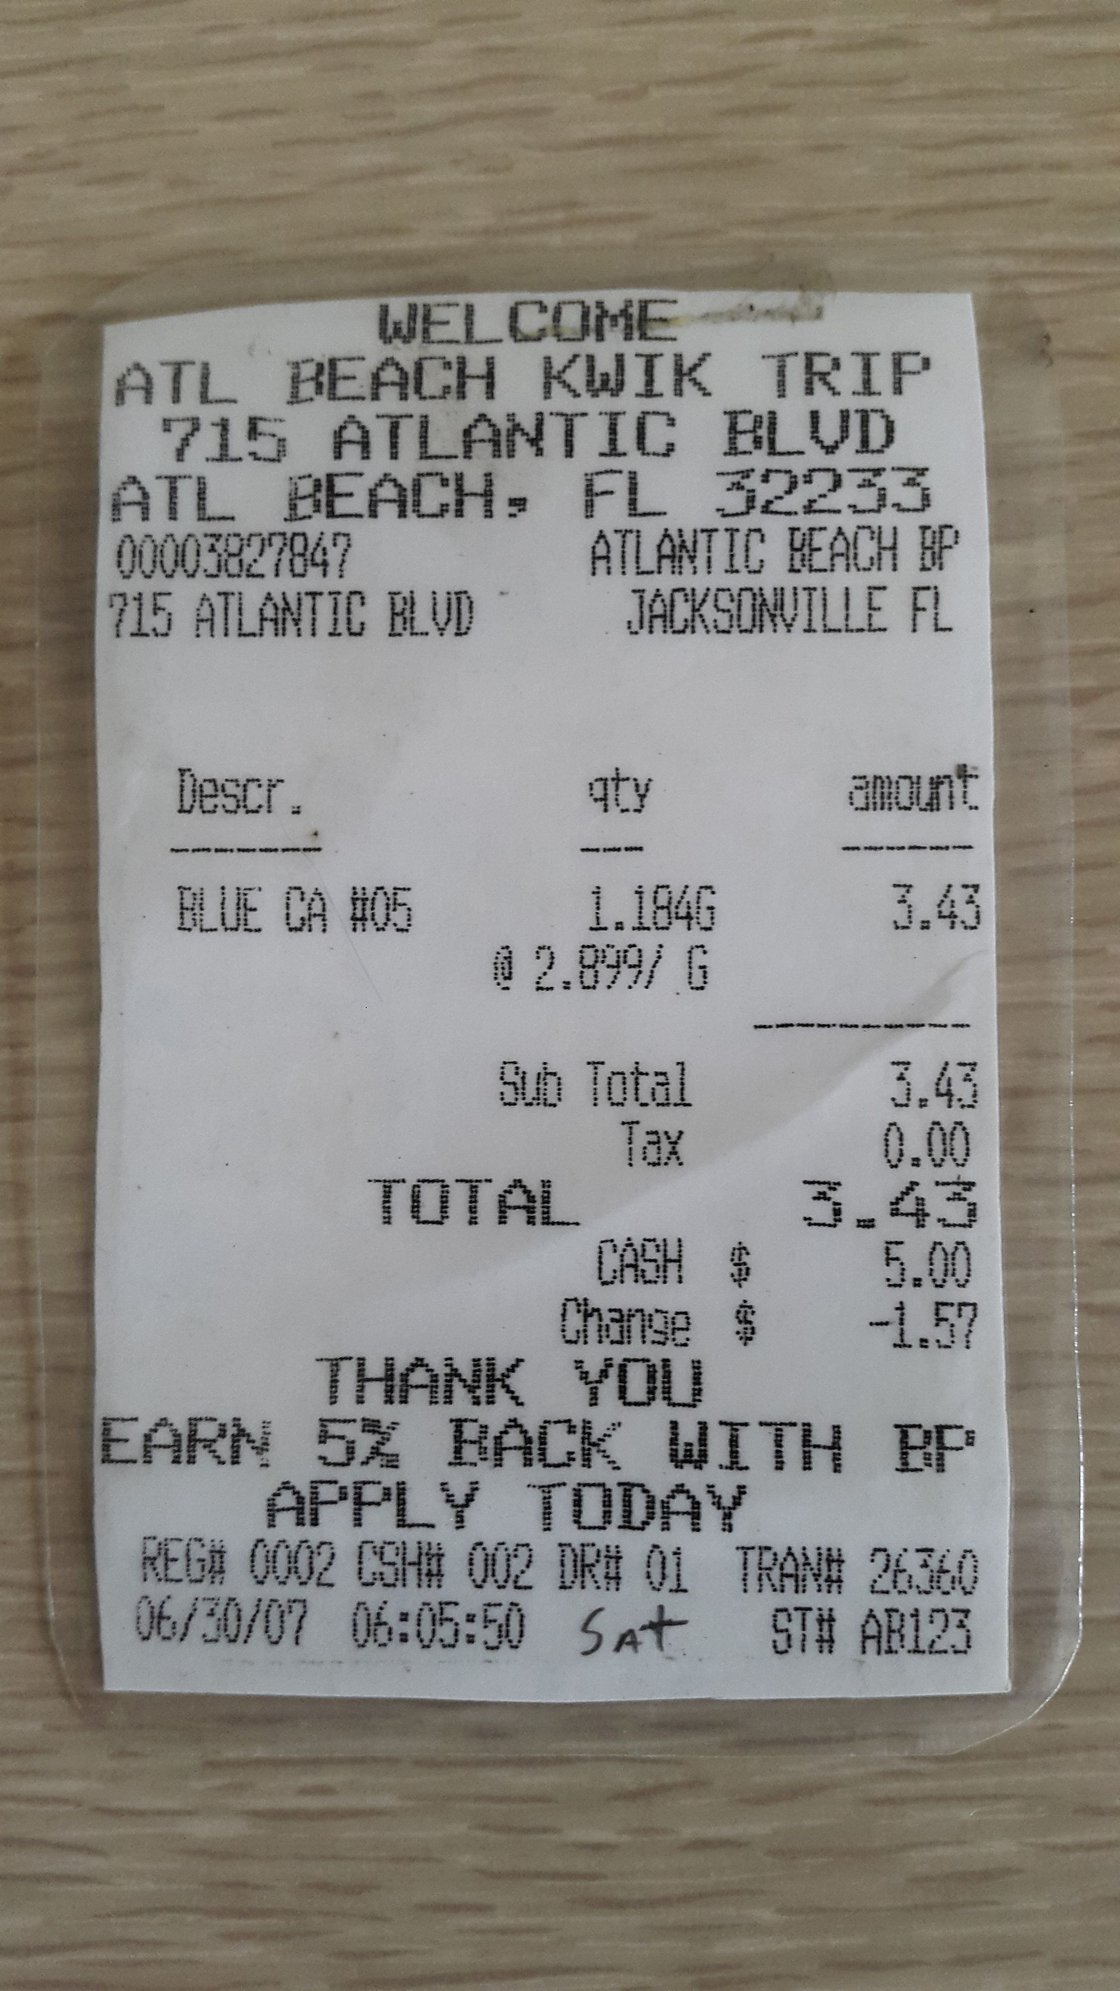 WELCOME
ATL BEACH KWIK TRIP
715 ATLANTIC BLVD
ATL BEACH, FL 32233
00003827847 ATLANTIC BEACH BP
715 ATLANTIC BLVD JACKSONVILLE FL
Descr. qty amount
BLUE CA #05 1.184G 3.43
@ 2.899/ G
Sub Total 3.43
Tax 0.00
TOTAL 3.43
CASH $ 5.00
Change $ -1.57
THANK YOU
EARN 5% BACK WITH BP
APPLY TODAY
REG# 0002 CSH# 002 DR# 01 TRAN# 26360
06/30/07 06:05:50 SAt ST# AB123